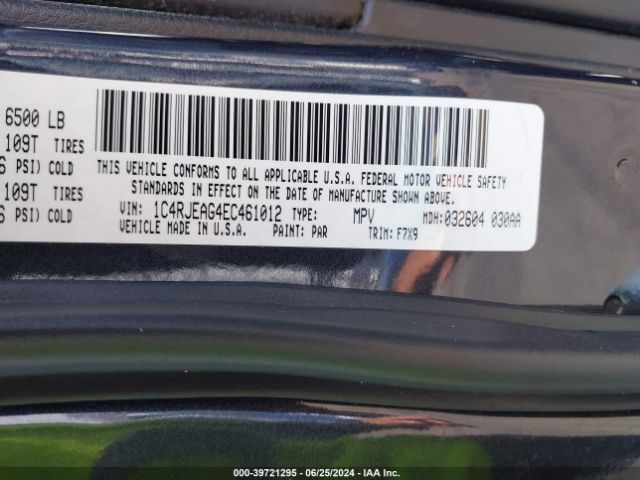 6500 LB
109T TIRES
PSI) COLD
109T TIRES
PSI) COLD
THIS VEHICLE CONFORMS TO ALL APPLICABLE U.S.A. FEDERAL MOTOR VEHICLE SAFETY
STANDARDS IN EFFECT ON THE DATE OF MANUFACTURE SHOWN ABOVE.
VIN: 1C4RJEAG4EC461012 TYPE: MPV MDH:032604 030AA
VEHICLE MADE IN U.S.A. PAINT: PAR TRIM: F7X9
000-39721295 - 06/25/2024 - IAA Inc.